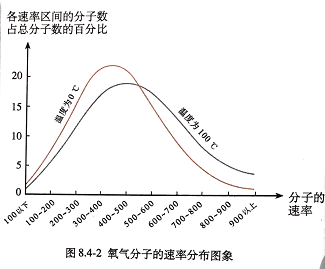 各速率区间的分子数
占总分子数的百分比
20
15
10
5
0
温度为0 ℃
温度为100 ℃
分子的
速率
100以下
100~200
200~300
300~400
400~500
500~600
600~700
700~800
800~900
900以上
图 8.4-2 氧气分子的速率分布图象